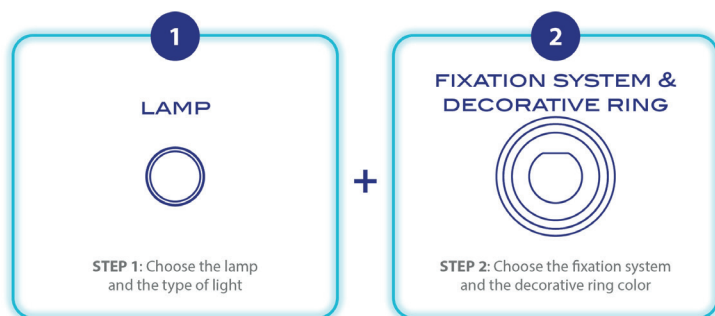 1
LAMP
STEP 1: Choose the lamp
and the type of light
+
2
FIXATION SYSTEM &
DECORATIVE RING
STEP 2: Choose the fixation system
and the decorative ring color